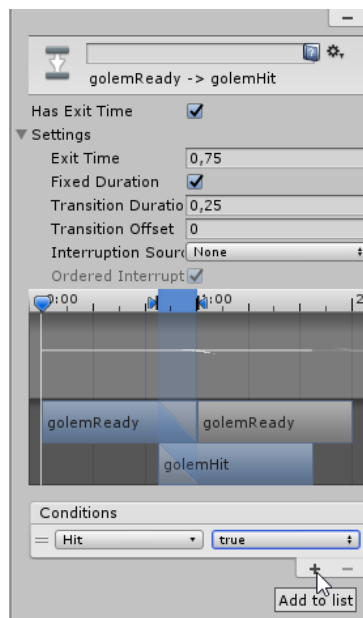 golemReady -> golemHit
Has Exit Time
Settings
Exit Time 0,75
Fixed Duration
Transition Duratio 0,25
Transition Offset 0
Interruption Sourc None
Ordered Interrupt
0:00 1:00 2
golemReady golemReady
golemHit
Conditions
Hit true
Add to list